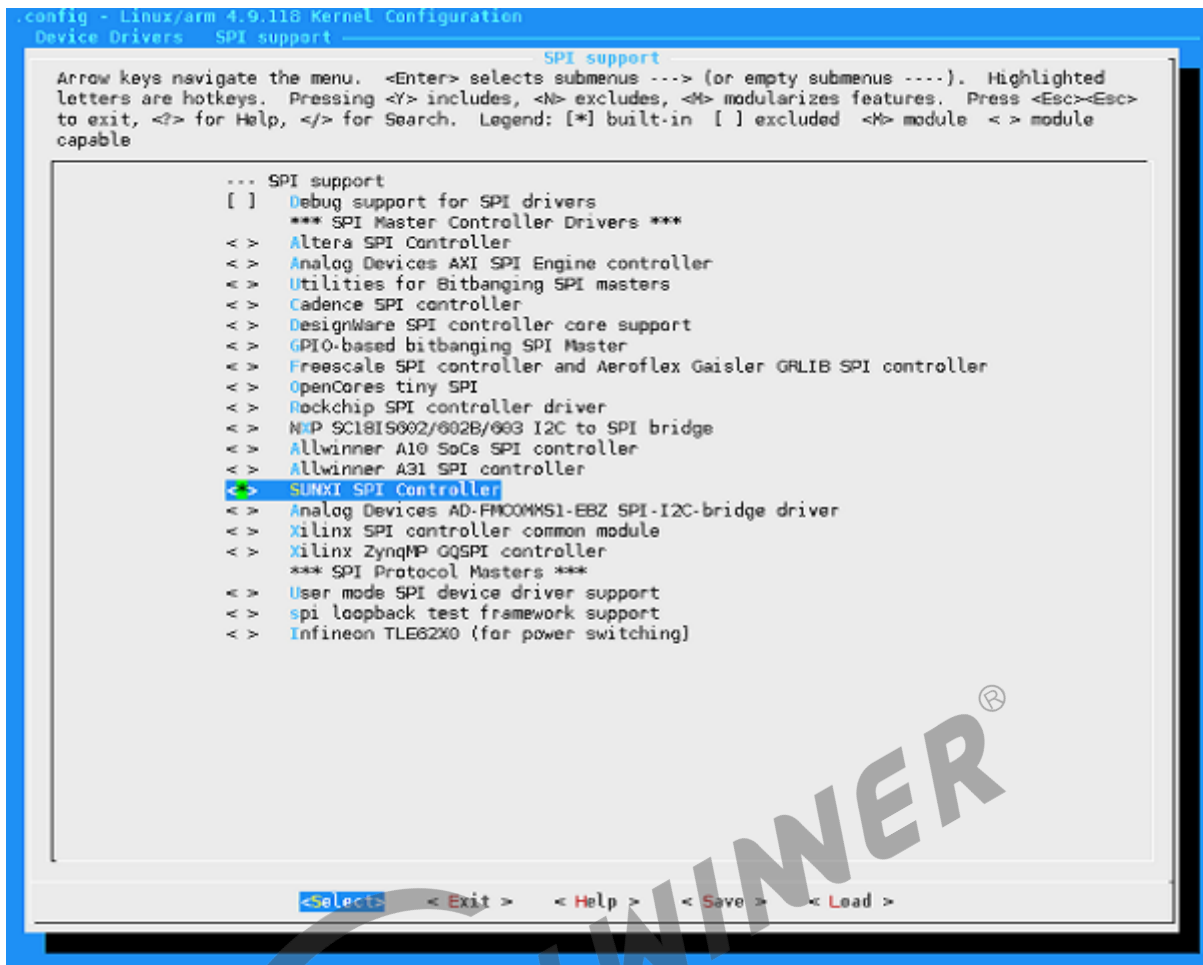 .config - Linux/arm 4.9.118 Kernel Configuration
Device Drivers   SPI support
SPI support
Arrow keys navigate the menu.  <Enter> selects submenus ---> (or empty submenus ----).  Highlighted
letters are hotkeys.  Pressing <Y> includes, <N> excludes, <M> modularizes features.  Press <Esc><Esc>
to exit, <?> for Help, </> for Search.  Legend: [*] built-in  [ ] excluded  <M> module  < > module
capable
--- SPI support
[ ]   Debug support for SPI drivers
*** SPI Master Controller Drivers ***
< >   Altera SPI Controller
< >   Analog Devices AXI SPI Engine controller
< >   Utilities for Bitbanging SPI masters
< >   Cadence SPI controller
< >   DesignWare SPI controller core support
< >   GPIO-based bitbanging SPI Master
< >   Freescale SPI controller and Aeroflex Gaisler GRLIB SPI controller
< >   OpenCores tiny SPI
< >   Rockchip SPI controller driver
< >   NXP SC18IS602/602B/603 I2C to SPI bridge
< >   Allwinner A10 SoCs SPI controller
< >   Allwinner A31 SPI controller
<*>   SUNXI SPI Controller
< >   Analog Devices AD-FMCOMMS1-EBZ SPI-I2C-bridge driver
< >   Xilinx SPI controller common module
< >   Xilinx ZynqMP GQSPI controller
*** SPI Protocol Masters ***
< >   User mode SPI device driver support
< >   spi loopback test framework support
< >   Infineon TLE62X0 (for power switching)
<Select>    < Exit >    < Help >    < Save >    < Load >